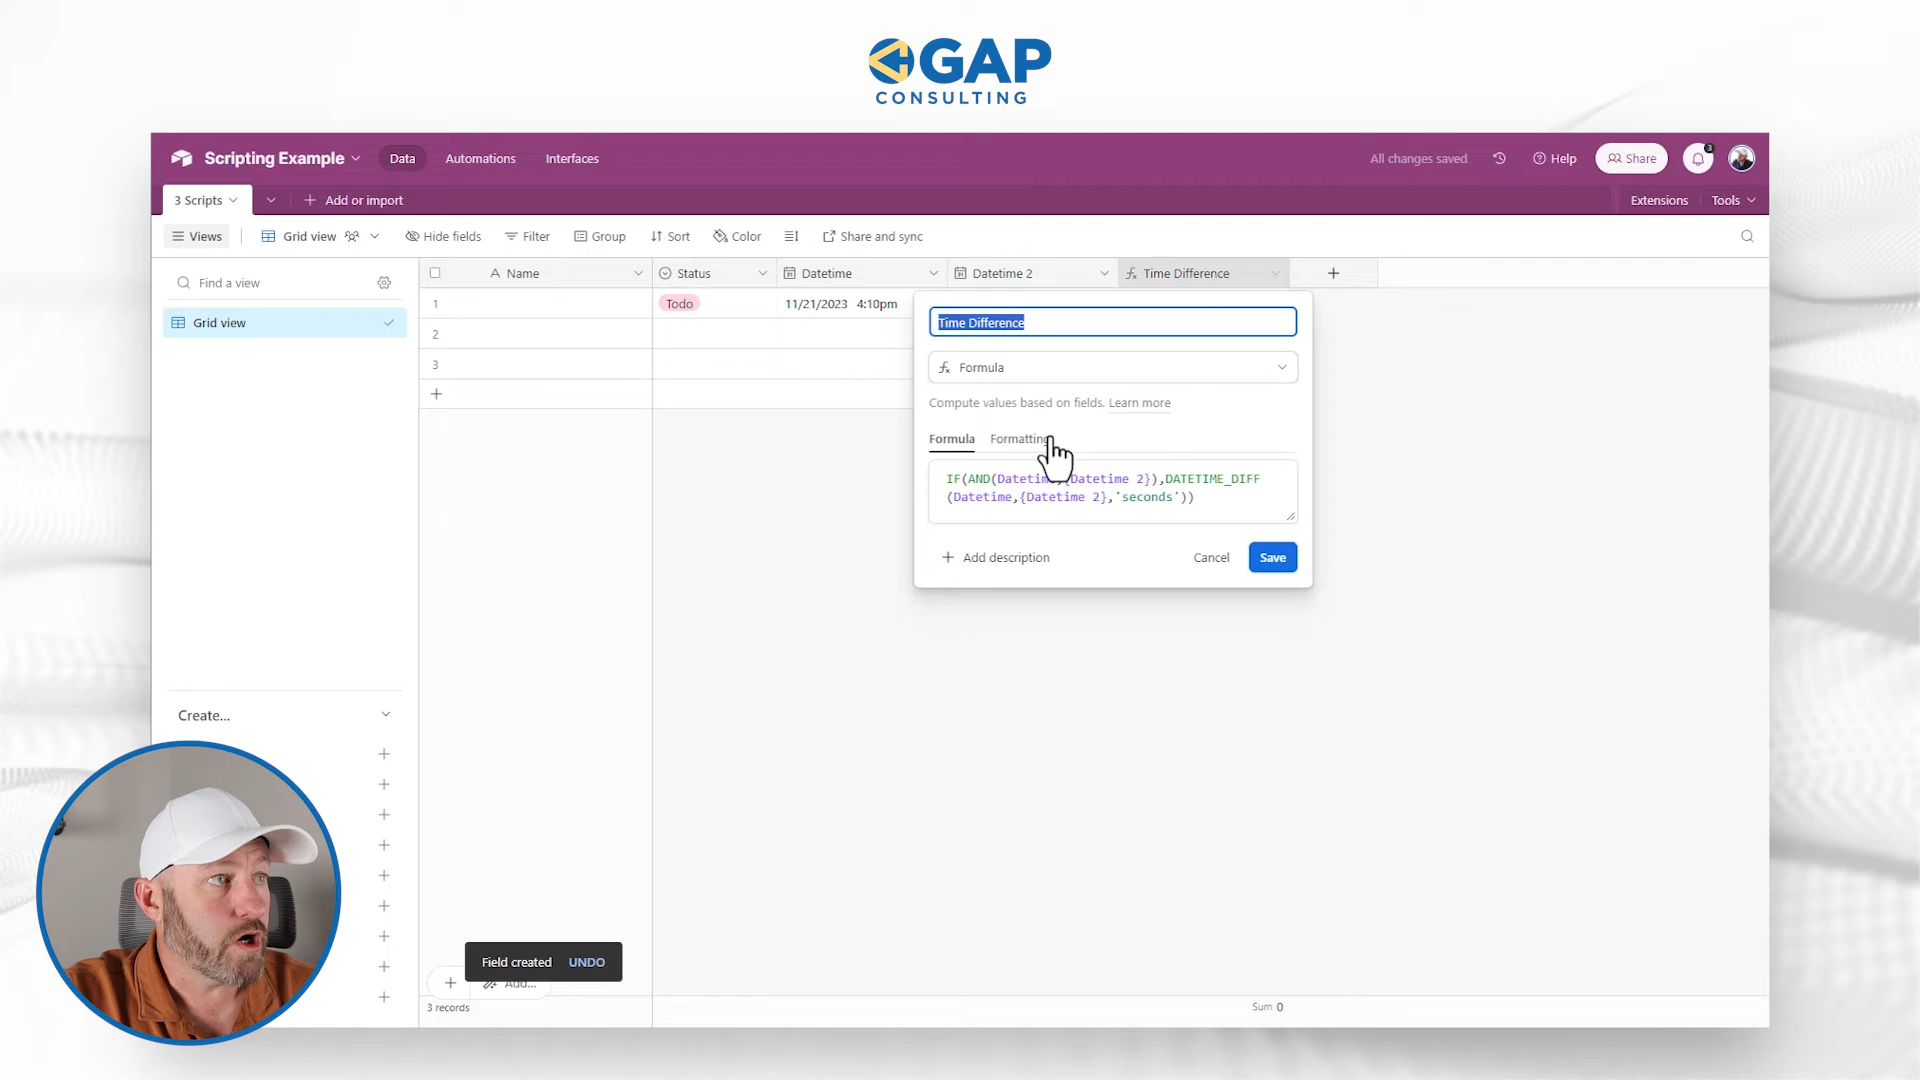 GAP
CONSULTING
Scripting Example
Data
Automations
Interfaces
All changes saved
Help
Share
3
3 Scripts
Add or import
Extensions
Tools
Views
Grid view
Hide fields
Filter
Group
Sort
Color
Share and sync
Find a view
Grid view
Create...
Name
Status
Datetime
Datetime 2
Time Difference
1
Todo
11/21/2023 4:10pm
2
3
Time Difference
Formula
Compute values based on fields. Learn more
Formula
Formatting
IF(AND(Datetime,{Datetime 2}),DATETIME_DIFF
(Datetime,{Datetime 2},'seconds'))
Add description
Cancel
Save
Field created
UNDO
Add...
3 records
Sum 0